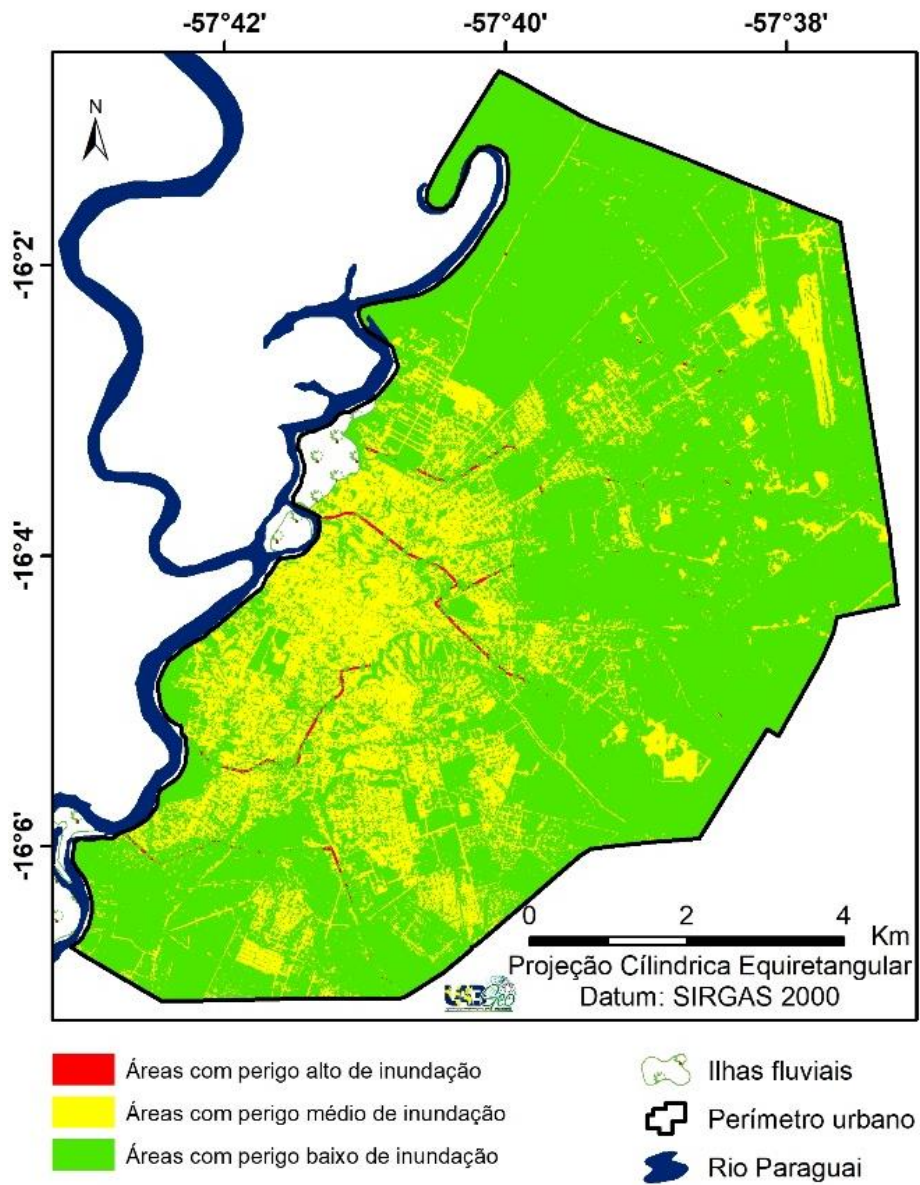 -57°42' -57°40' -57°38'
N
-16°2'
-16°4'
-16°6'
0 2 4
Km
Projeção Cílindrica Equiretangular
Datum: SIRGAS 2000
Áreas com perigo alto de inundação
Áreas com perigo médio de inundação
Áreas com perigo baixo de inundação
Ilhas fluviais
Perímetro urbano
Rio Paraguai